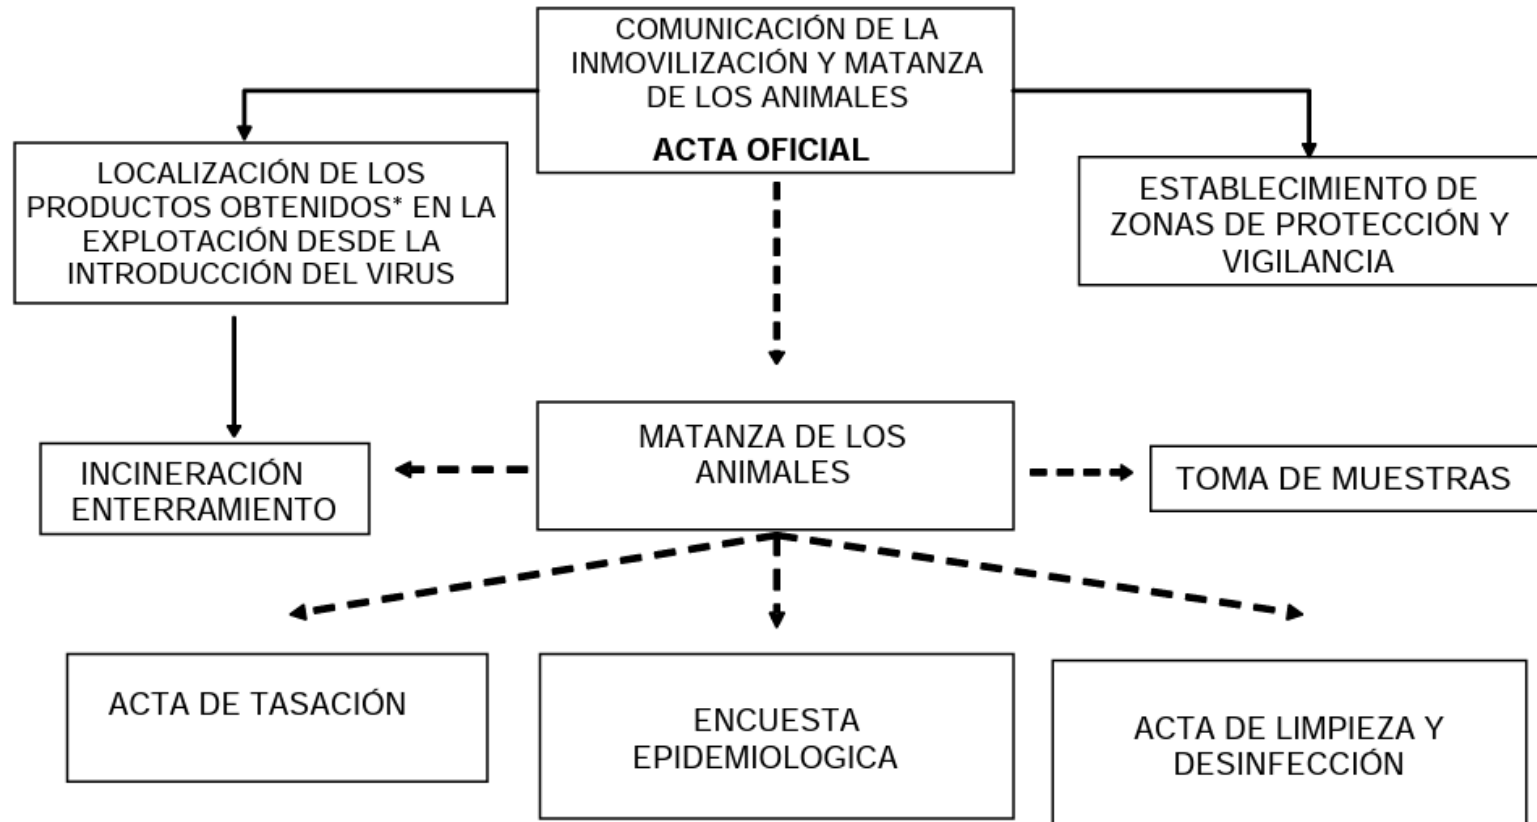 COMUNICACIÓN DE LA
INMOVILIZACIÓN Y MATANZA
DE LOS ANIMALES
ACTA OFICIAL
LOCALIZACIÓN DE LOS
PRODUCTOS OBTENIDOS* EN LA
EXPLOTACIÓN DESDE LA
INTRODUCCIÓN DEL VIRUS
ESTABLECIMIENTO DE
ZONAS DE PROTECCIÓN Y
VIGILANCIA
INCINERACIÓN
ENTERRAMIENTO
MATANZA DE LOS
ANIMALES
TOMA DE MUESTRAS
ACTA DE TASACIÓN
ENCUESTA
EPIDEMIOLOGICA
ACTA DE LIMPIEZA Y
DESINFECCIÓN